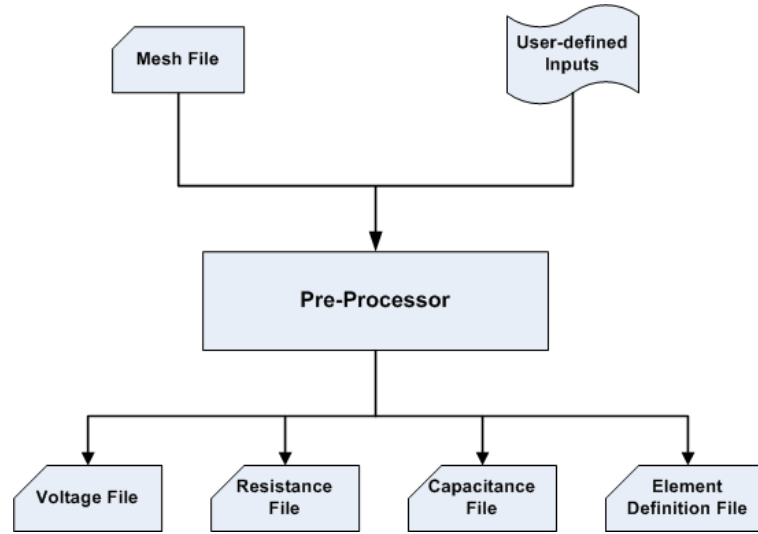 Mesh File
User-defined
Inputs
Pre-Processor
Voltage File
Resistance
File
Capacitance
File
Element
Definition File